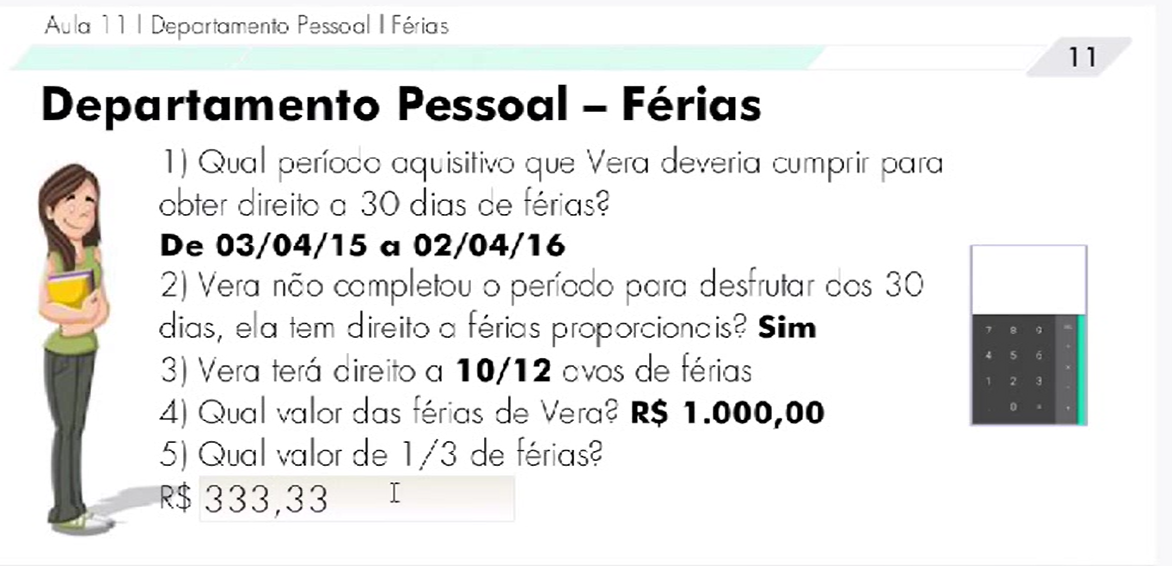 Aula 11 | Departamento Pessoal | Férias
11
Departamento Pessoal – Férias
1) Qual período aquisitivo que Vera deveria cumprir para
obter direito a 30 dias de férias?
De 03/04/15 a 02/04/16
2) Vera não completou o período para desfrutar dos 30
dias, ela tem direito a férias proporcionais? Sim
3) Vera terá direito a 10/12 avos de férias
4) Qual valor das férias de Vera? R$ 1.000,00
5) Qual valor de 1/3 de férias?
R$ 333,33
7 8 9
4 5 6
1 2 3
0 =